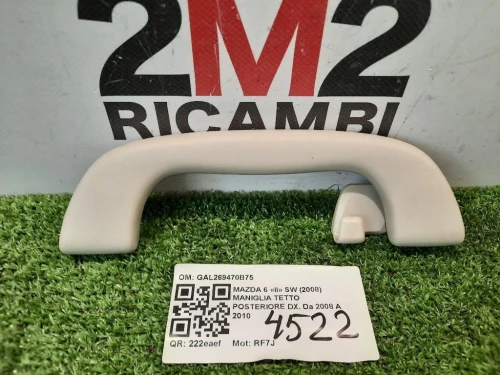 2M2
RICAMBI
OM: GAL269470B75
MAZDA 6 «II» SW (2008)
MANIGLIA TETTO
POSTERIORE DX. Da 2008 A
2010
4522
QR: 222eaef Mot: RF7J